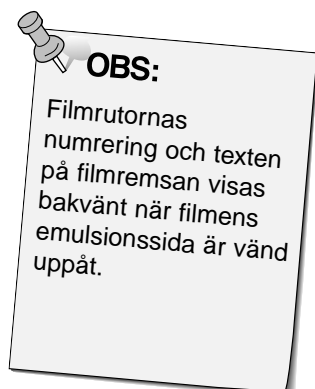 OBS:
Filmrutornas
numrering och texten
på filmremsan visas
bakvänt när filmens
emulsionssida är vänd
uppåt.